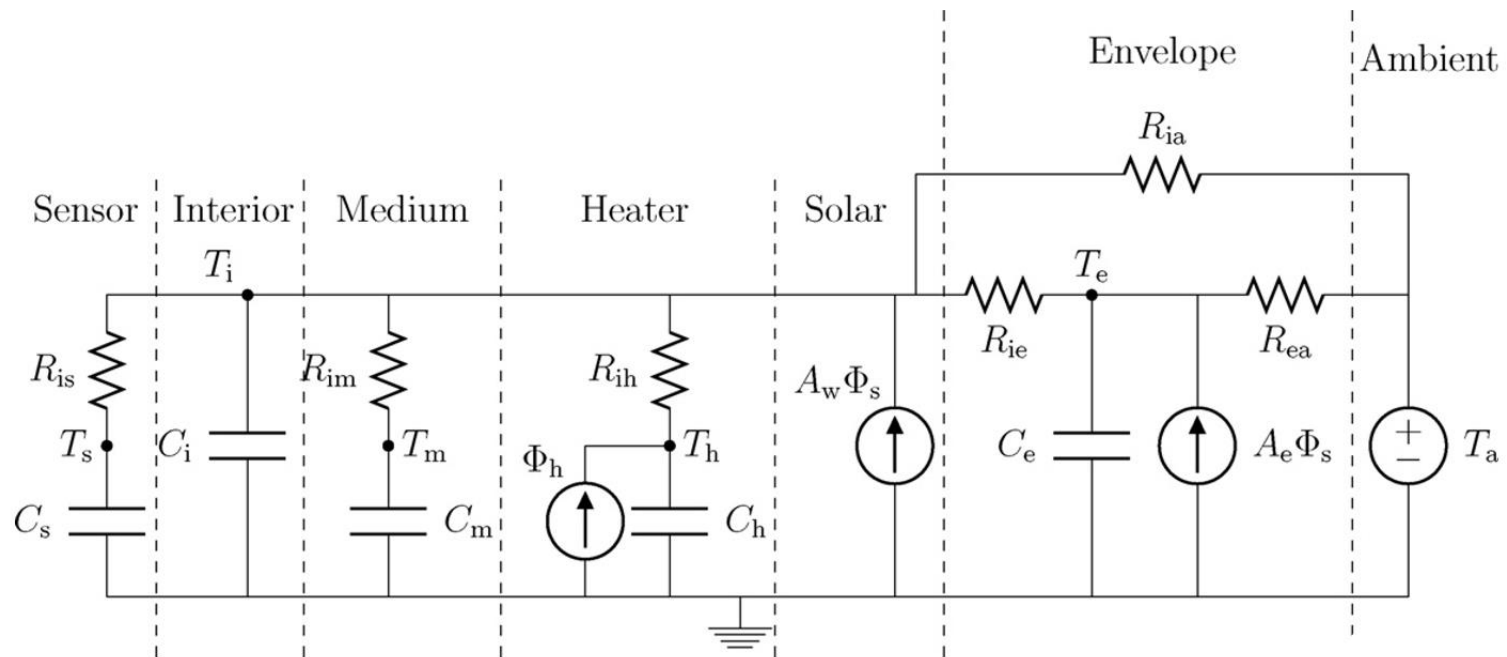 Envelope
Ambient
R_ia
Sensor
Interior
Medium
Heater
Solar
T_i
T_e
R_is
R_im
R_ih
A_wΦ_s
R_ie
R_ea
T_s
C_i
T_m
Φ_h
T_h
C_e
A_eΦ_s
+
−
T_a
C_s
C_m
C_h